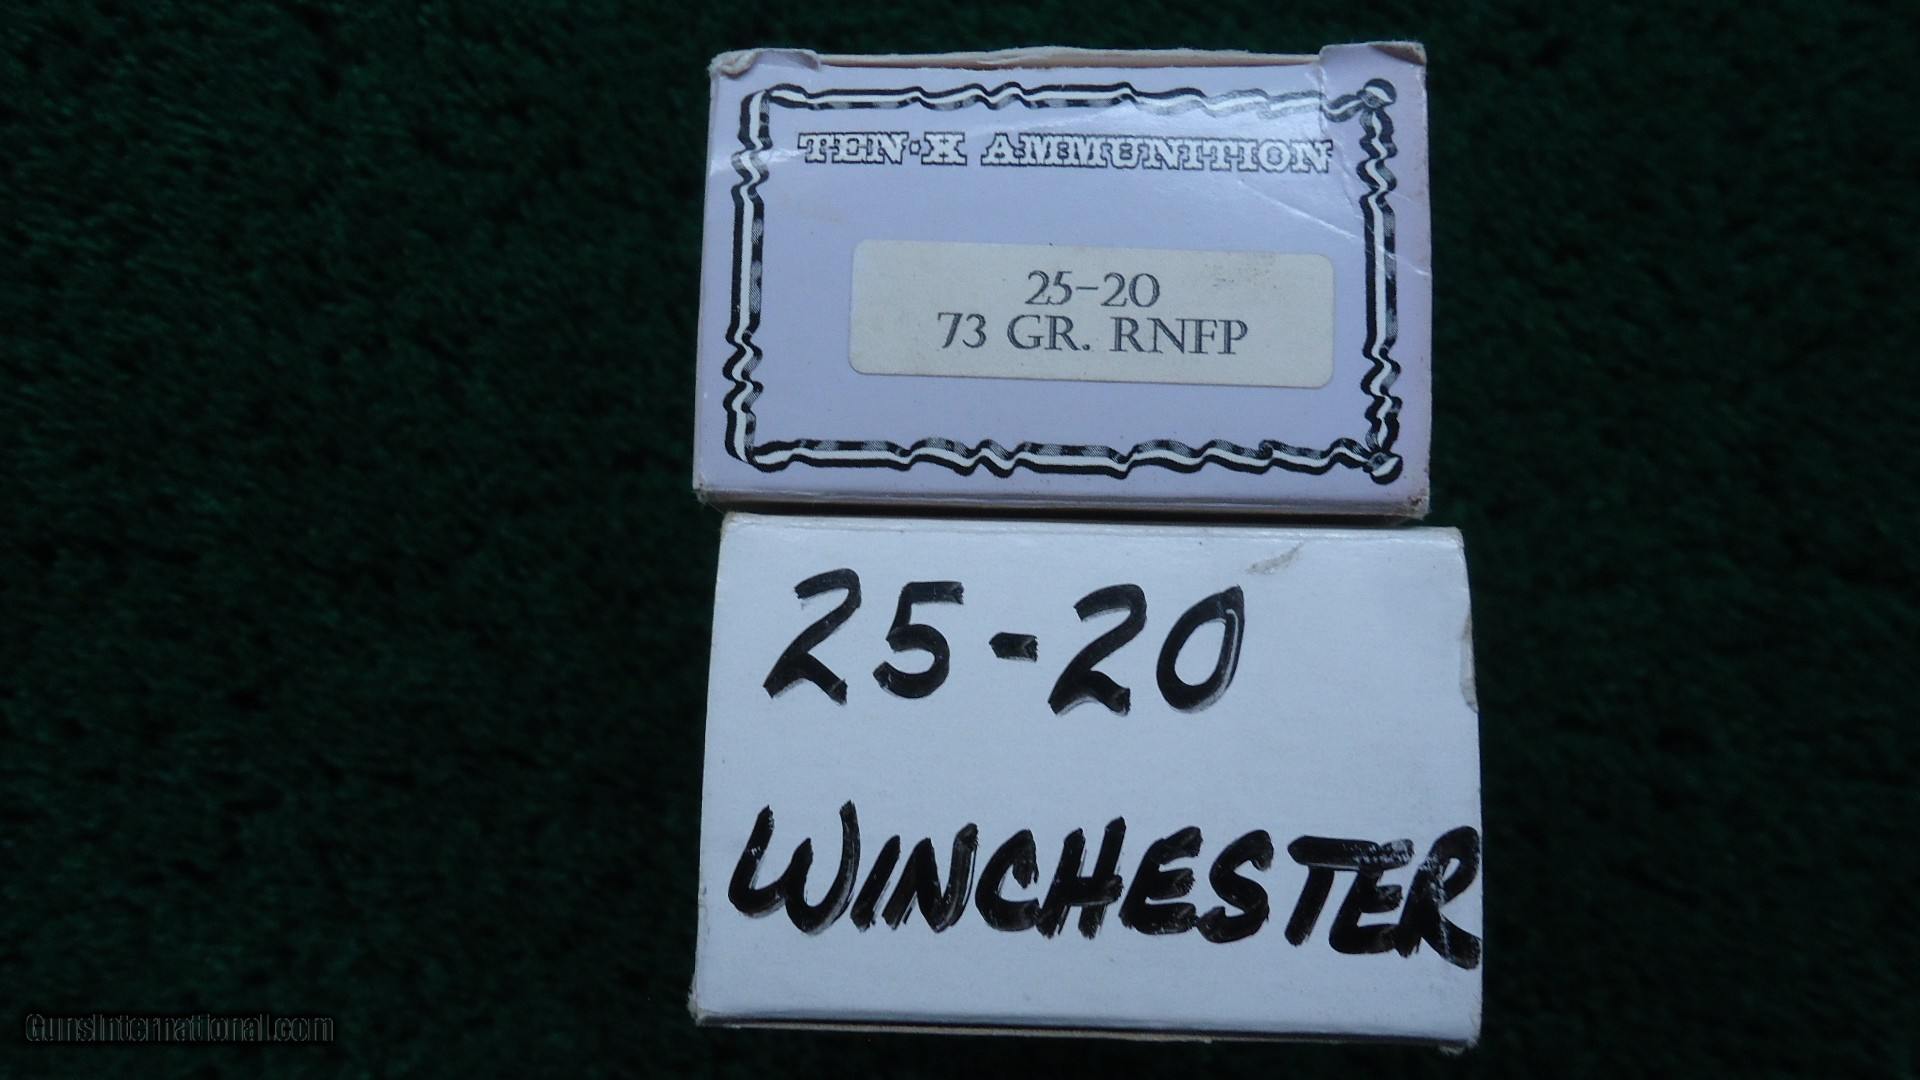 TEN-X AMMUNITION
25-20
73 GR. RNFP
25-20
WINCHESTER
GunsInternational.com